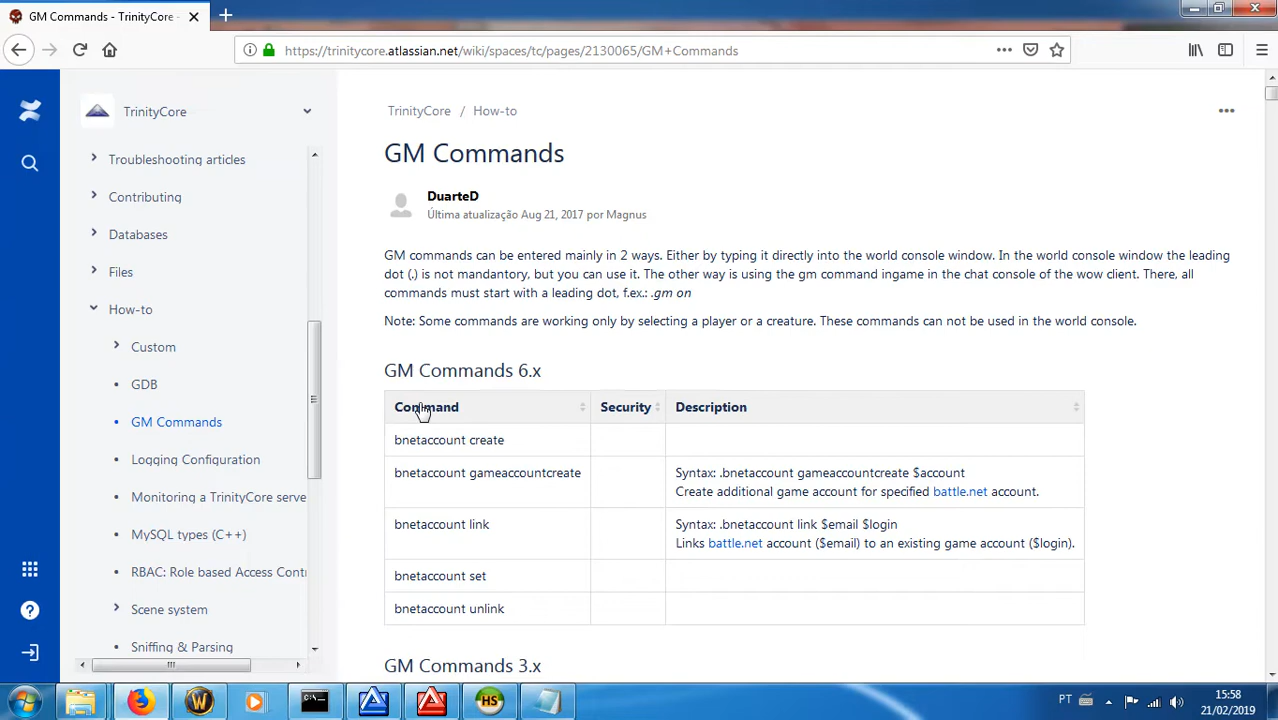 GM Commands - TrinityCore -
https://trinitycore.atlassian.net/wiki/spaces/tc/pages/2130065/GM+Commands
TrinityCore
Troubleshooting articles
Contributing
Databases
Files
How-to
Custom
GDB
GM Commands
Logging Configuration
Monitoring a TrinityCore serve
MySQL types (C++)
RBAC: Role based Access Contr
Scene system
Sniffing & Parsing
TrinityCore / How-to
GM Commands
DuarteD
Última atualização Aug 21, 2017 por Magnus
GM commands can be entered mainly in 2 ways. Either by typing it directly into the world console window. In the world console window the leading
dot (.) is not mandantory, but you can use it. The other way is using the gm command ingame in the chat console of the wow client. There, all
commands must start with a leading dot, f.ex.: .gm on
Note: Some commands are working only by selecting a player or a creature. These commands can not be used in the world console.
GM Commands 6.x
Command Security Description
bnetaccount create
bnetaccount gameaccountcreate Syntax: .bnetaccount gameaccountcreate $account
Create additional game account for specified battle.net account.
bnetaccount link Syntax: .bnetaccount link $email $login
Links battle.net account ($email) to an existing game account ($login).
bnetaccount set
bnetaccount unlink
GM Commands 3.x
C:\.
HS
PT
15:58
21/02/2019